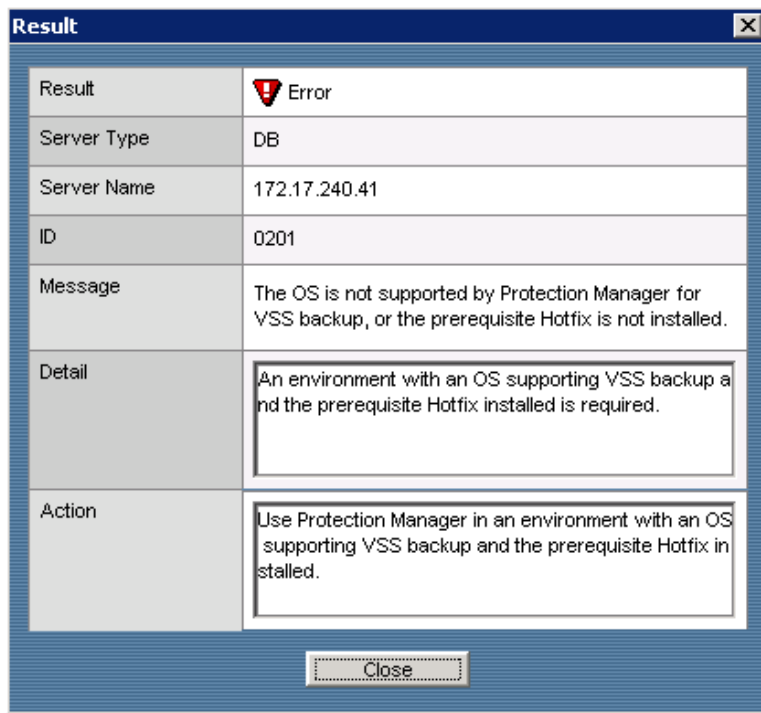 Result
Result
Error
Server Type
DB
Server Name
172.17.240.41
ID
0201
Message
The OS is not supported by Protection Manager for
VSS backup, or the prerequisite Hotfix is not installed.
Detail
An environment with an OS supporting VSS backup a
nd the prerequisite Hotfix installed is required.
Action
Use Protection Manager in an environment with an OS
supporting VSS backup and the prerequisite Hotfix in
stalled.
Close